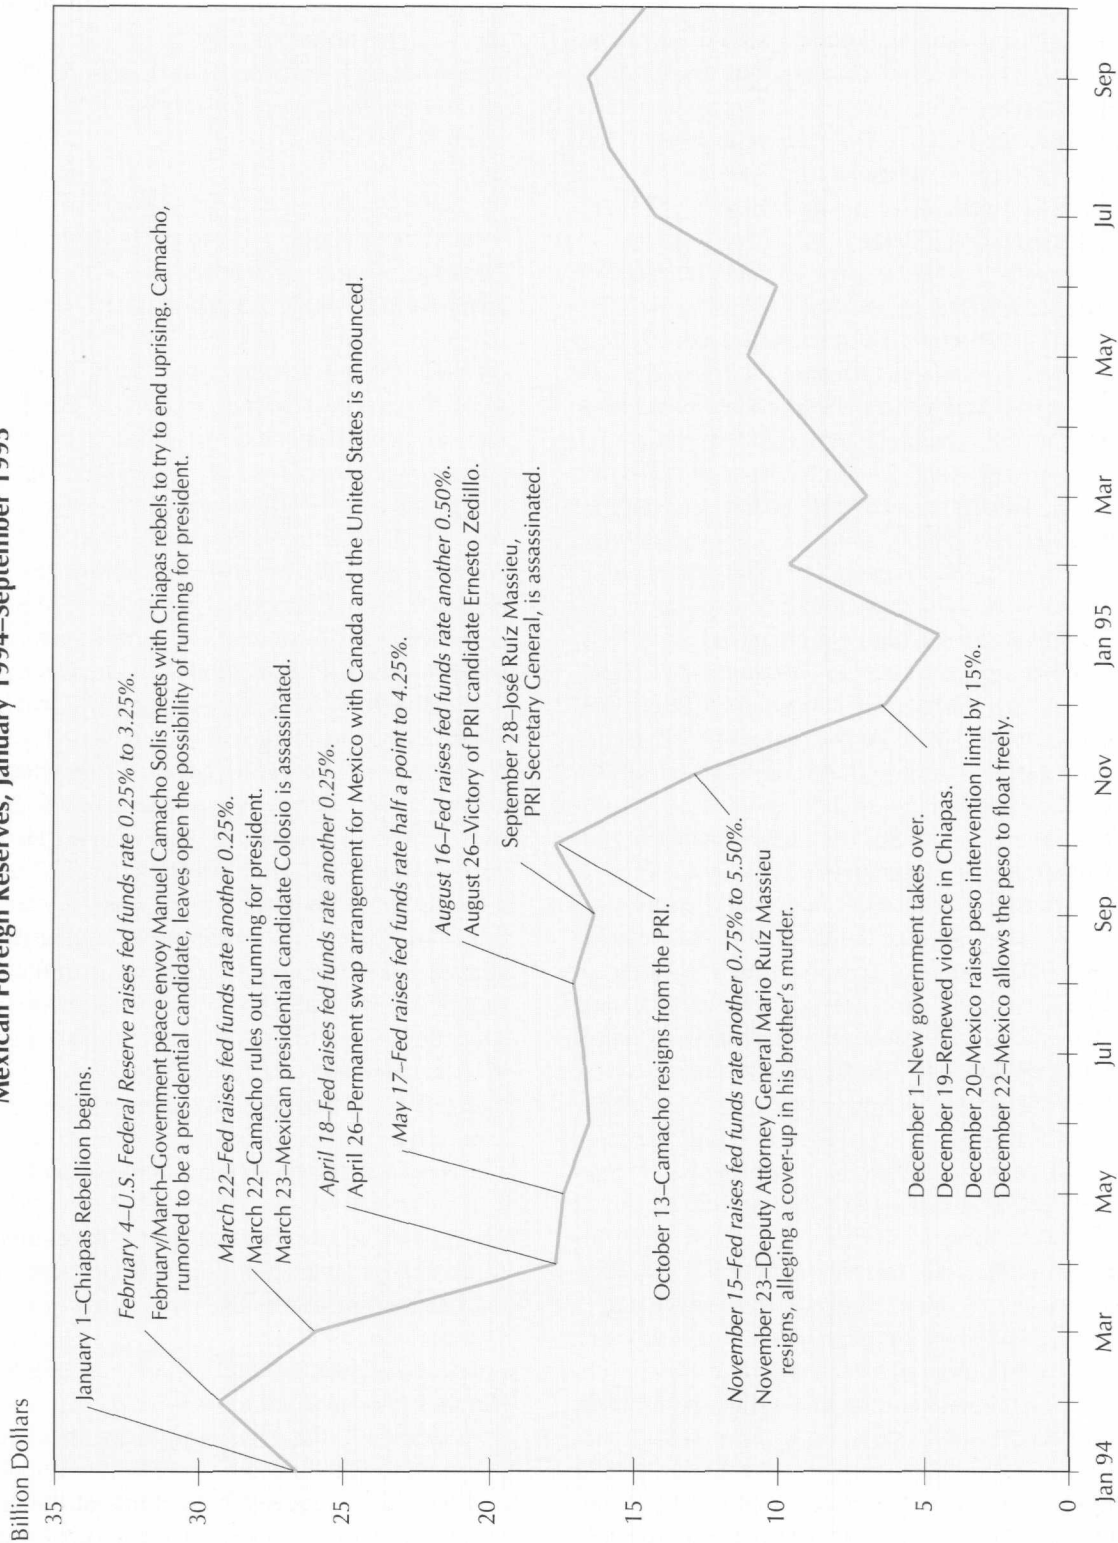 Mexican Foreign Reserves, January 1994–September 1995
Billion Dollars
35
30
25
20
15
10
5
0
January 1–Chiapas Rebellion begins.
February 4–U.S. Federal Reserve raises fed funds rate 0.25% to 3.25%.
February/March–Government peace envoy Manuel Camacho Solis meets with Chiapas rebels to try to end uprising. Camacho,
rumored to be a presidential candidate, leaves open the possibility of running for president.
March 22–Fed raises fed funds rate another 0.25%.
March 22–Camacho rules out running for president.
March 23–Mexican presidential candidate Colosio is assassinated.
April 18–Fed raises fed funds rate another 0.25%.
April 26–Permanent swap arrangement for Mexico with Canada and the United States is announced.
May 17–Fed raises fed funds rate half a point to 4.25%.
August 16–Fed raises fed funds rate another 0.50%.
August 26–Victory of PRI candidate Ernesto Zedillo.
September 28–José Ruíz Massieu,
PRI Secretary General, is assassinated.
October 13–Camacho resigns from the PRI.
November 15–Fed raises fed funds rate another 0.75% to 5.50%.
November 23–Deputy Attorney General Mario Ruíz Massieu
resigns, alleging a cover-up in his brother's murder.
December 1–New government takes over.
December 19–Renewed violence in Chiapas.
December 20–Mexico raises peso intervention limit by 15%.
December 22–Mexico allows the peso to float freely.
Jan 94
Mar
May
Jul
Sep
Nov
Jan 95
Mar
May
Jul
Sep